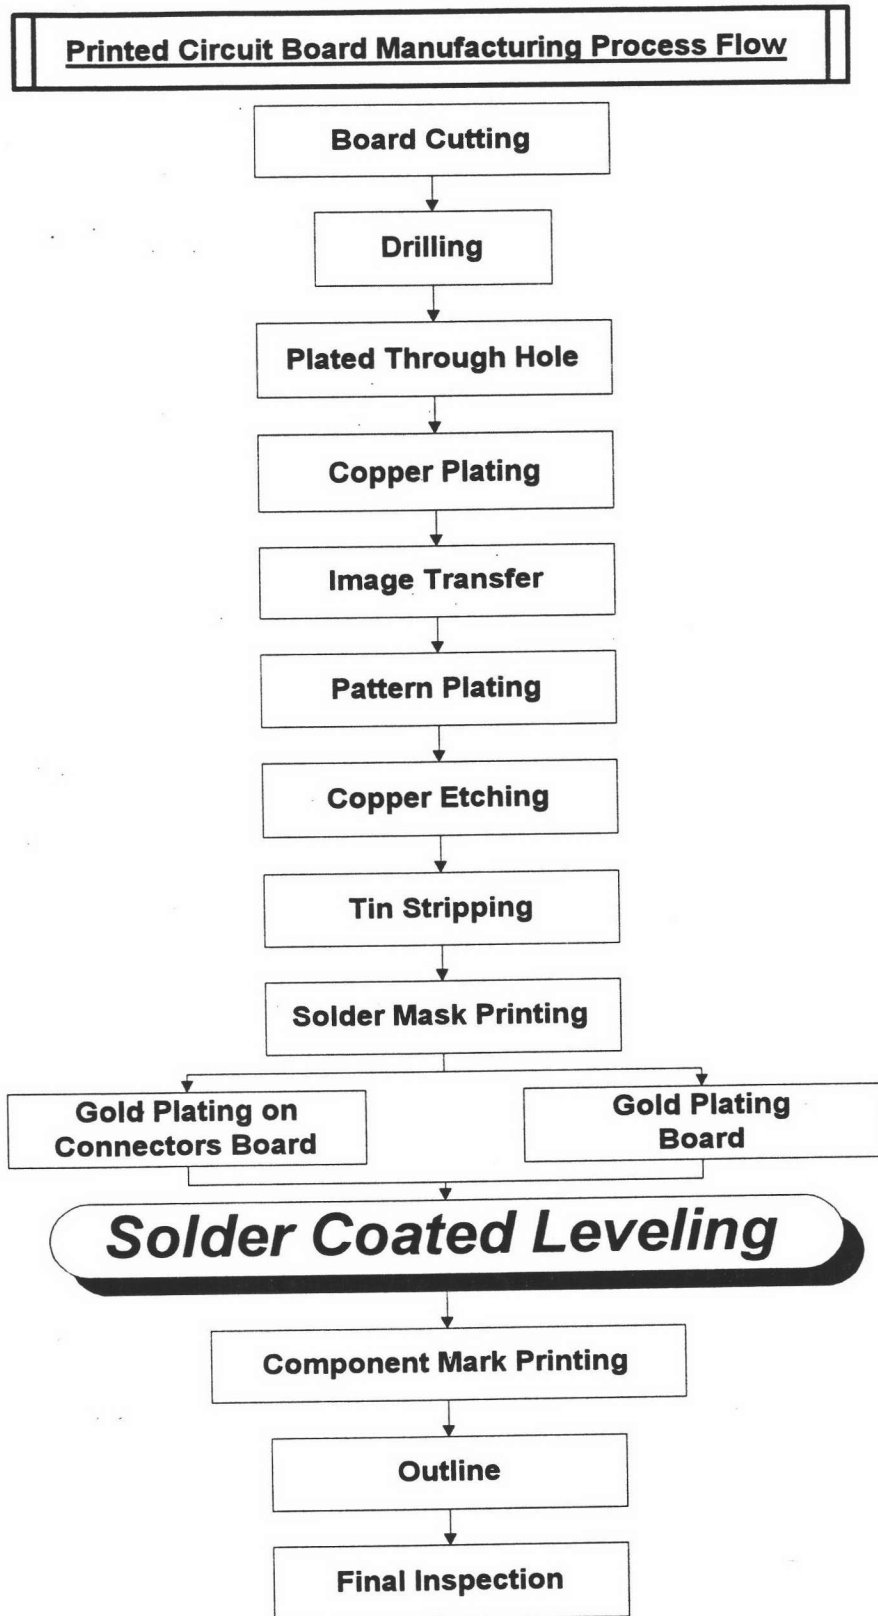 Printed Circuit Board Manufacturing Process Flow
Board Cutting
Drilling
Plated Through Hole
Copper Plating
Image Transfer
Pattern Plating
Copper Etching
Tin Stripping
Solder Mask Printing
Gold Plating on
Connectors Board
Gold Plating
Board
Solder Coated Leveling
Component Mark Printing
Outline
Final Inspection